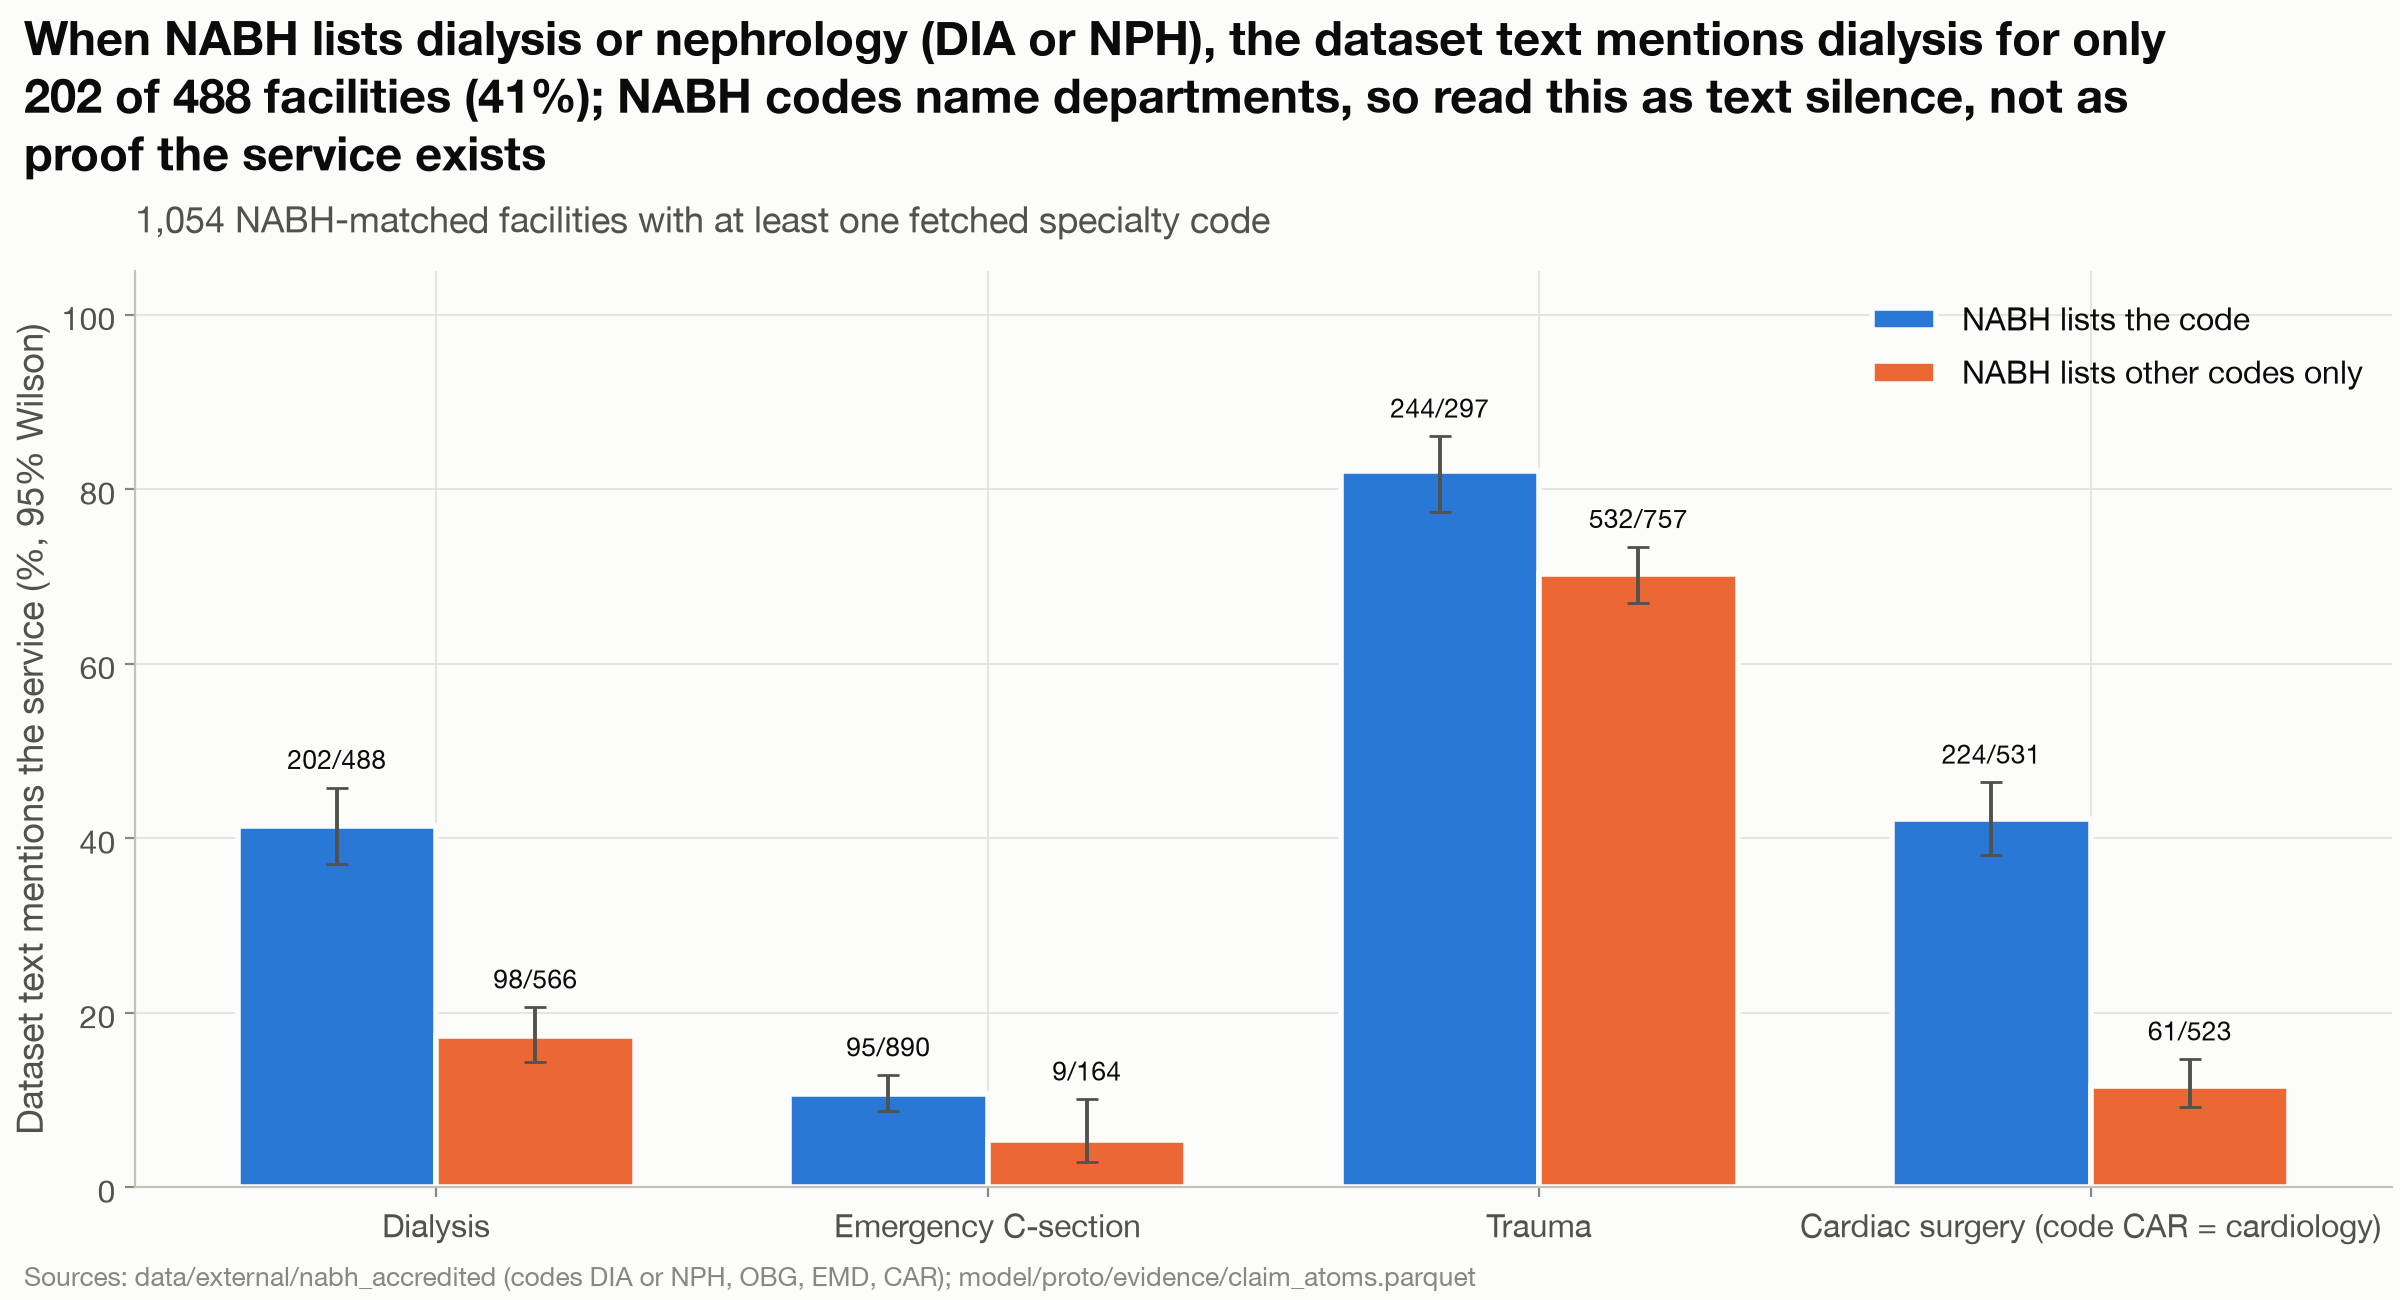 When NABH lists dialysis or nephrology (DIA or NPH), the dataset text mentions dialysis for only
202 of 488 facilities (41%); NABH codes name departments, so read this as text silence, not as
proof the service exists
1,054 NABH-matched facilities with at least one fetched specialty code
Dataset text mentions the service (%, 95% Wilson)
100
80
60
40
20
0
NABH lists the code
NABH lists other codes only
202/488
98/566
95/890
9/164
244/297
532/757
224/531
61/523
Dialysis
Emergency C-section
Trauma
Cardiac surgery (code CAR = cardiology)
Sources: data/external/nabh_accredited (codes DIA or NPH, OBG, EMD, CAR); model/proto/evidence/claim_atoms.parquet